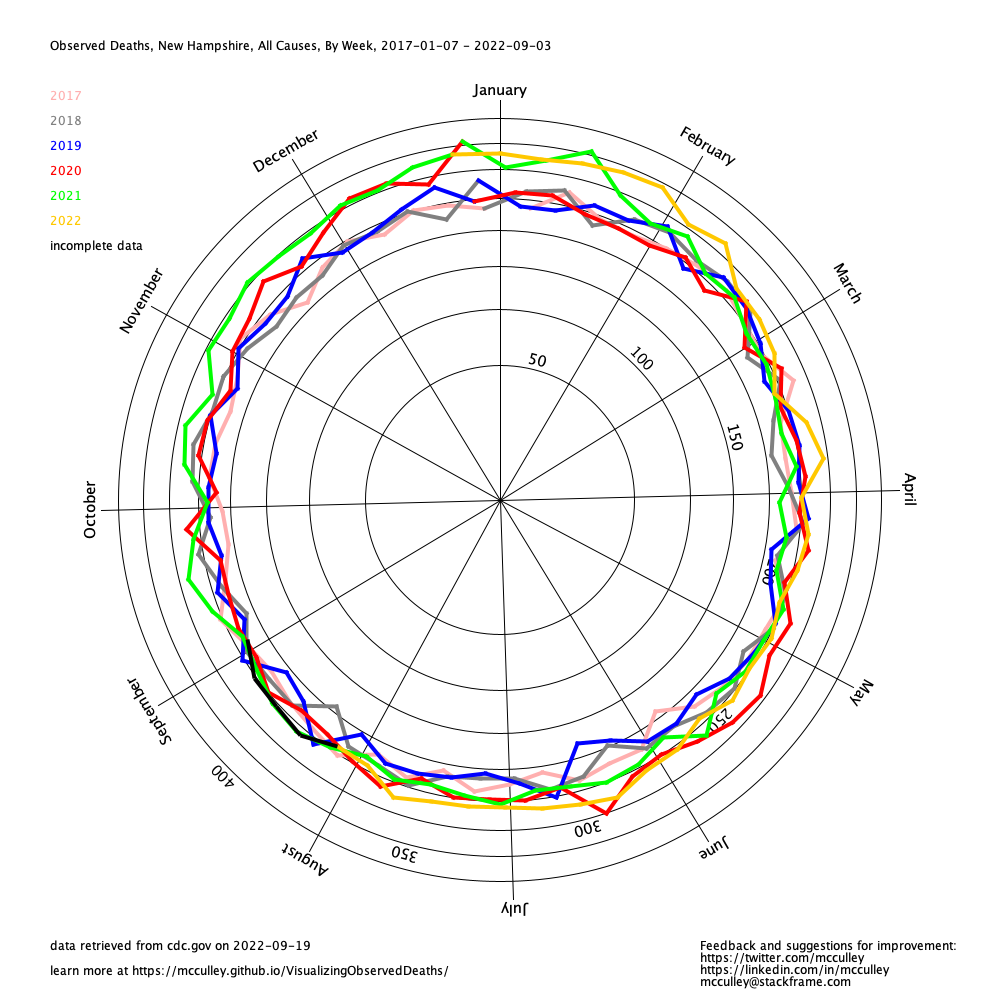 Observed Deaths, New Hampshire, All Causes, By Week, 2017-01-07 - 2022-09-03
2017
2018
2019
2020
2021
2022
incomplete data
January
February
March
April
May
June
July
August
September
October
November
December
50
100
150
200
250
300
350
400
data retrieved from cdc.gov on 2022-09-19
learn more at https://mcculley.github.io/VisualizingObservedDeaths/
Feedback and suggestions for improvement:
https://twitter.com/mcculley
https://linkedin.com/in/mcculley
mcculley@stackframe.com